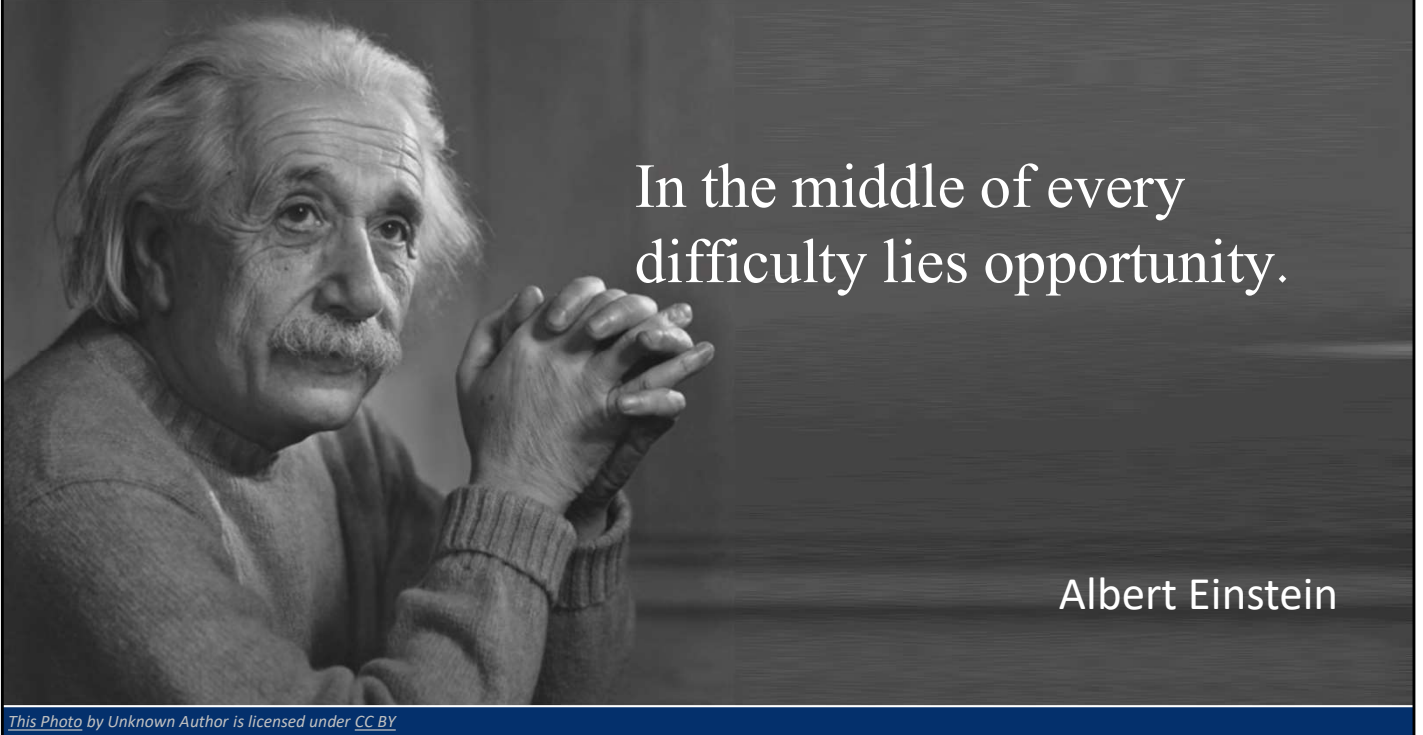 In the middle of every
difficulty lies opportunity.
Albert Einstein
This Photo by Unknown Author is licensed under CC BY